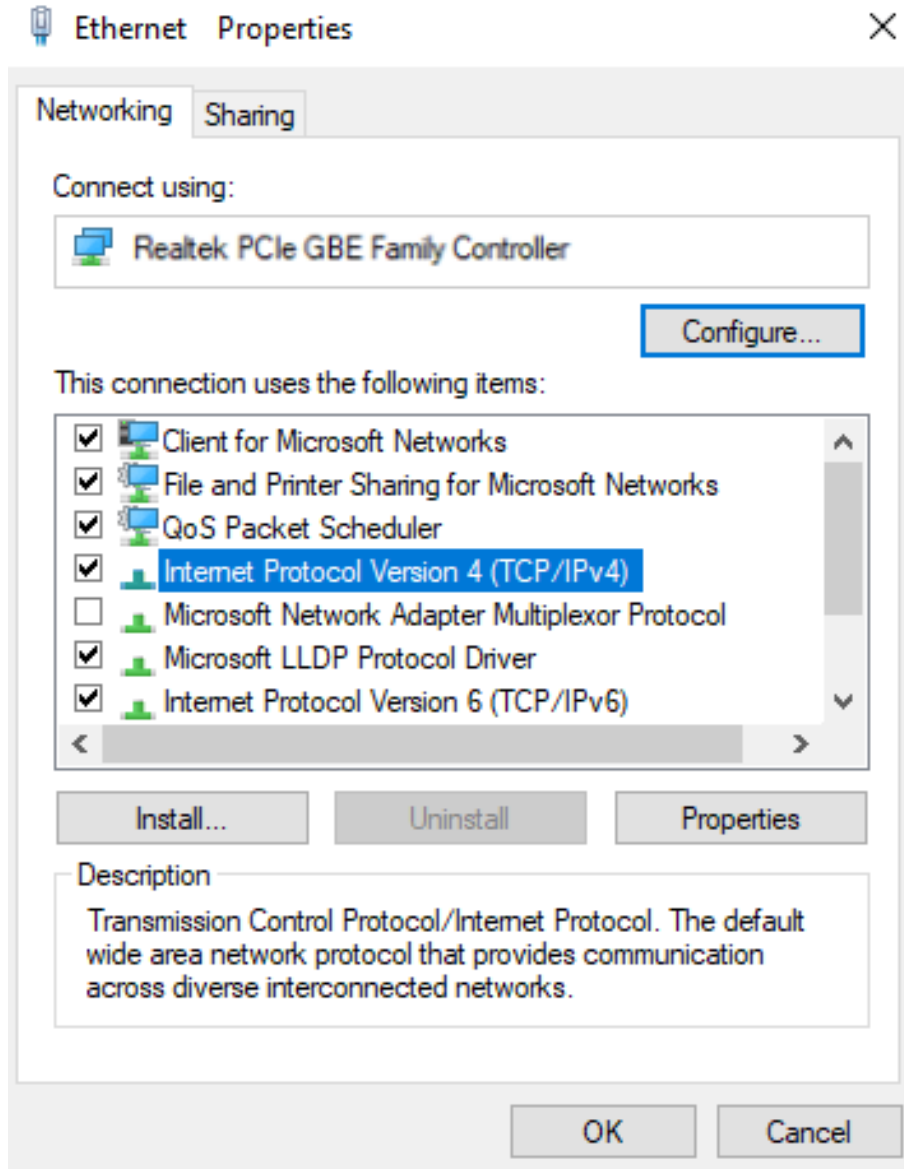 Ethernet Properties
Networking
Sharing
Connect using:
Realtek PCIe GBE Family Controller
Configure...
This connection uses the following items:
Client for Microsoft Networks
File and Printer Sharing for Microsoft Networks
QoS Packet Scheduler
Internet Protocol Version 4 (TCP/IPv4)
Microsoft Network Adapter Multiplexor Protocol
Microsoft LLDP Protocol Driver
Internet Protocol Version 6 (TCP/IPv6)
Install...
Uninstall
Properties
Description
Transmission Control Protocol/Internet Protocol. The default
wide area network protocol that provides communication
across diverse interconnected networks.
OK
Cancel